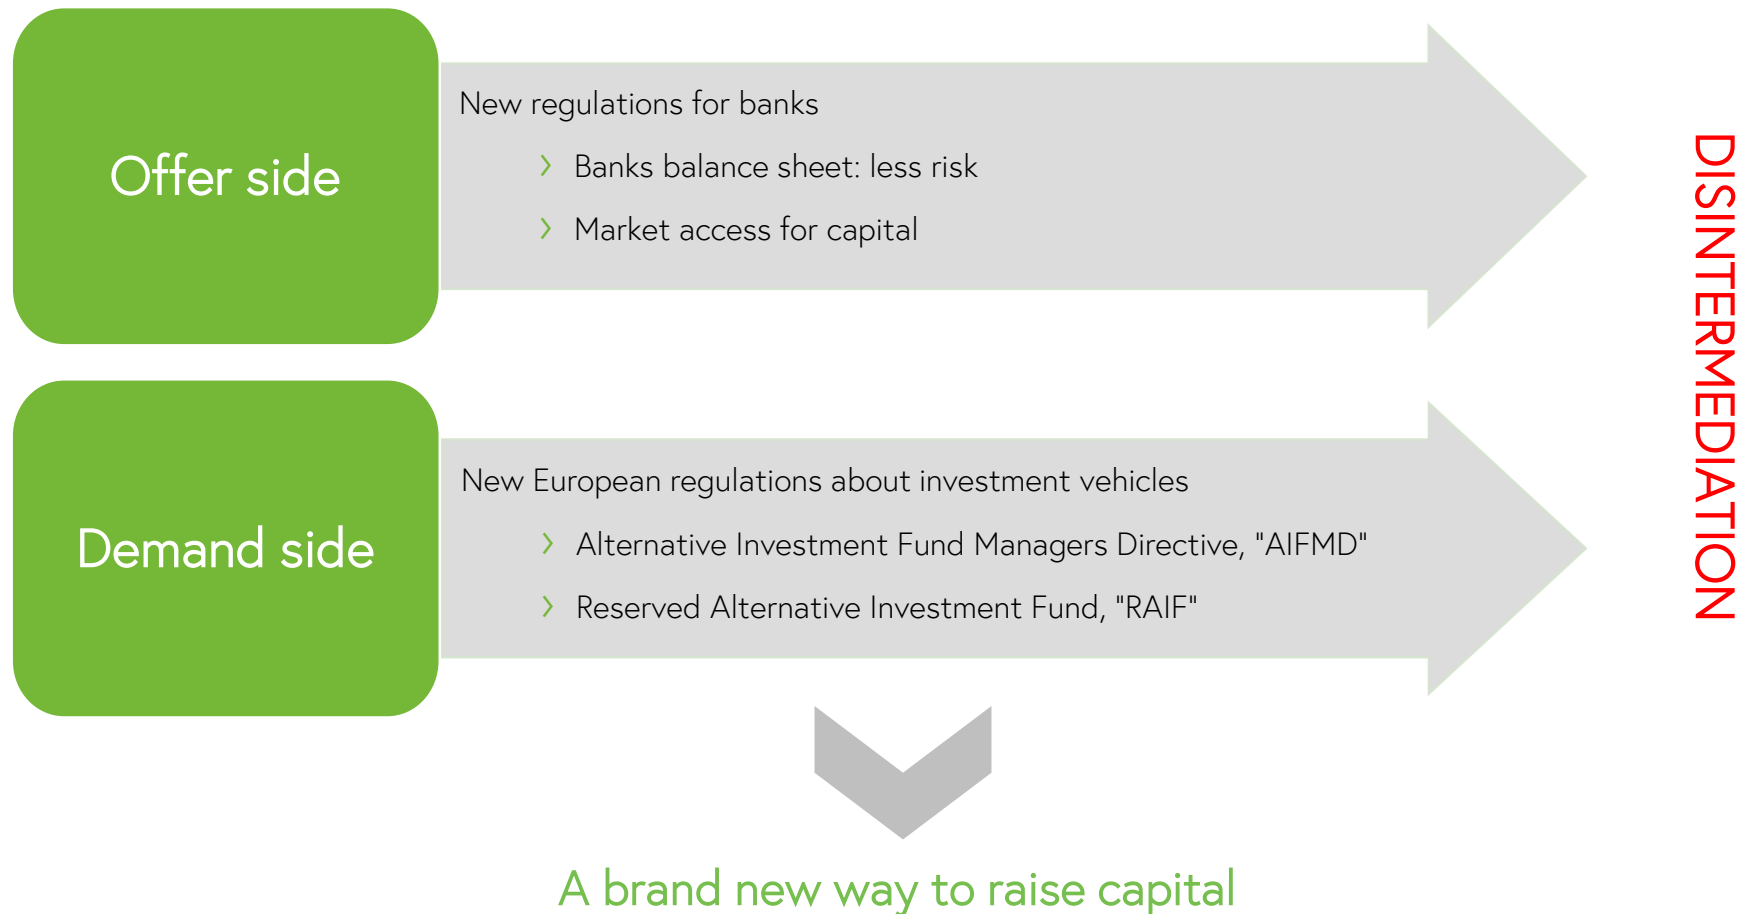 Offer side
New regulations for banks
Banks balance sheet: less risk
Market access for capital
Demand side
New European regulations about investment vehicles
Alternative Investment Fund Managers Directive, "AIFMD"
Reserved Alternative Investment Fund, "RAIF"
DISINTERMEDIATION
A brand new way to raise capital